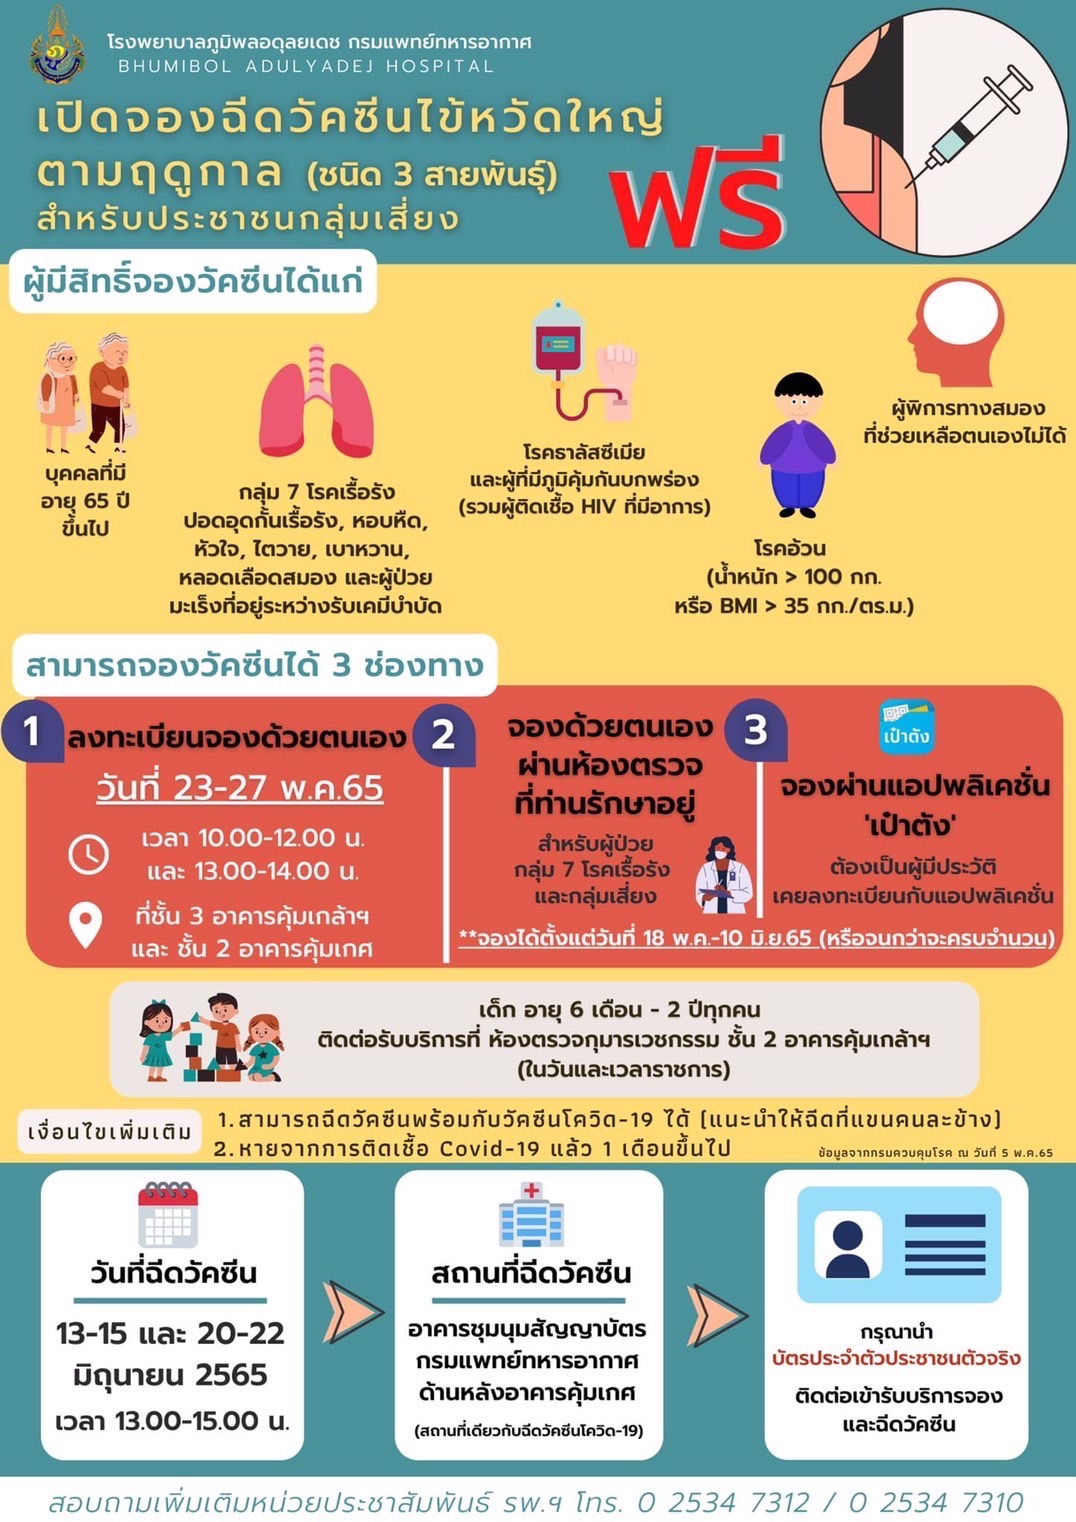 โรงพยาบาลภูมิพลอดุลยเดช กรมแพทย์ทหารอากาศ
BHUMIBOL ADULYADEJ HOSPITAL
เปิดจองฉีดวัคซีนไข้หวัดใหญ่
ตามฤดูกาล (ชนิด 3 สายพันธุ์)
สำหรับประชาชนกลุ่มเสี่ยง
ฟรี
ผู้มีสิทธิ์จองวัคซีนได้แก่
บุคคลที่มี
อายุ 65 ปี
ขึ้นไป
กลุ่ม 7 โรคเรื้อรัง
ปอดอุดกั้นเรื้อรัง, หอบหืด,
หัวใจ, ไตวาย, เบาหวาน,
หลอดเลือดสมอง และผู้ป่วย
มะเร็งที่อยู่ระหว่างรับเคมีบำบัด
โรคธาลัสซีเมีย
และผู้ที่มีภูมิคุ้มกันบกพร่อง
(รวมผู้ติดเชื้อ HIV ที่มีอาการ)
โรคอ้วน
(น้ำหนัก > 100 กก.
หรือ BMI > 35 กก./ตร.ม.)
ผู้พิการทางสมอง
ที่ช่วยเหลือตนเองไม่ได้
สามารถจองวัคซีนได้ 3 ช่องทาง
1 ลงทะเบียนจองด้วยตนเอง
วันที่ 23-27 พ.ค.65
เวลา 10.00-12.00 น.
และ 13.00-14.00 น.
ที่ชั้น 3 อาคารคุ้มเกล้าฯ
และ ชั้น 2 อาคารคุ้มเกศ
2 จองด้วยตนเอง
ผ่านห้องตรวจ
ที่ท่านรักษาอยู่
สำหรับผู้ป่วย
กลุ่ม 7 โรคเรื้อรัง
และกลุ่มเสี่ยง
3
เป๋าตัง
จองผ่านแอปพลิเคชั่น
'เป๋าตัง'
ต้องเป็นผู้มีประวัติ
เคยลงทะเบียนกับแอปพลิเคชั่น
**จองได้ตั้งแต่วันที่ 18 พ.ค.-10 มิ.ย.65 (หรือจนกว่าจะครบจำนวน)
เด็ก อายุ 6 เดือน - 2 ปีทุกคน
ติดต่อรับบริการที่ ห้องตรวจกุมารเวชกรรม ชั้น 2 อาคารคุ้มเกล้าฯ
(ในวันและเวลาราชการ)
เงื่อนไขเพิ่มเติม
1. สามารถฉีดวัคซีนพร้อมกับวัคซีนโควิด-19 ได้ (แนะนำให้ฉีดที่แขนคนละข้าง)
2. หายจากการติดเชื้อ Covid-19 แล้ว 1 เดือนขึ้นไป
ข้อมูลจากกรมควบคุมโรค ณ วันที่ 5 พ.ค.65
วันที่ฉีดวัคซีน
13-15 และ 20-22
มิถุนายน 2565
เวลา 13.00-15.00 น.
สถานที่ฉีดวัคซีน
อาคารชุมนุมสัญญาบัตร
กรมแพทย์ทหารอากาศ
ด้านหลังอาคารคุ้มเกศ
(สถานที่เดียวกับฉีดวัคซีนโควิด-19)
กรุณานำ
บัตรประจำตัวประชาชนตัวจริง
ติดต่อเข้ารับบริการจอง
และฉีดวัคซีน
สอบถามเพิ่มเติมหน่วยประชาสัมพันธ์ รพ.ฯ โทร. 0 2534 7312 / 0 2534 7310